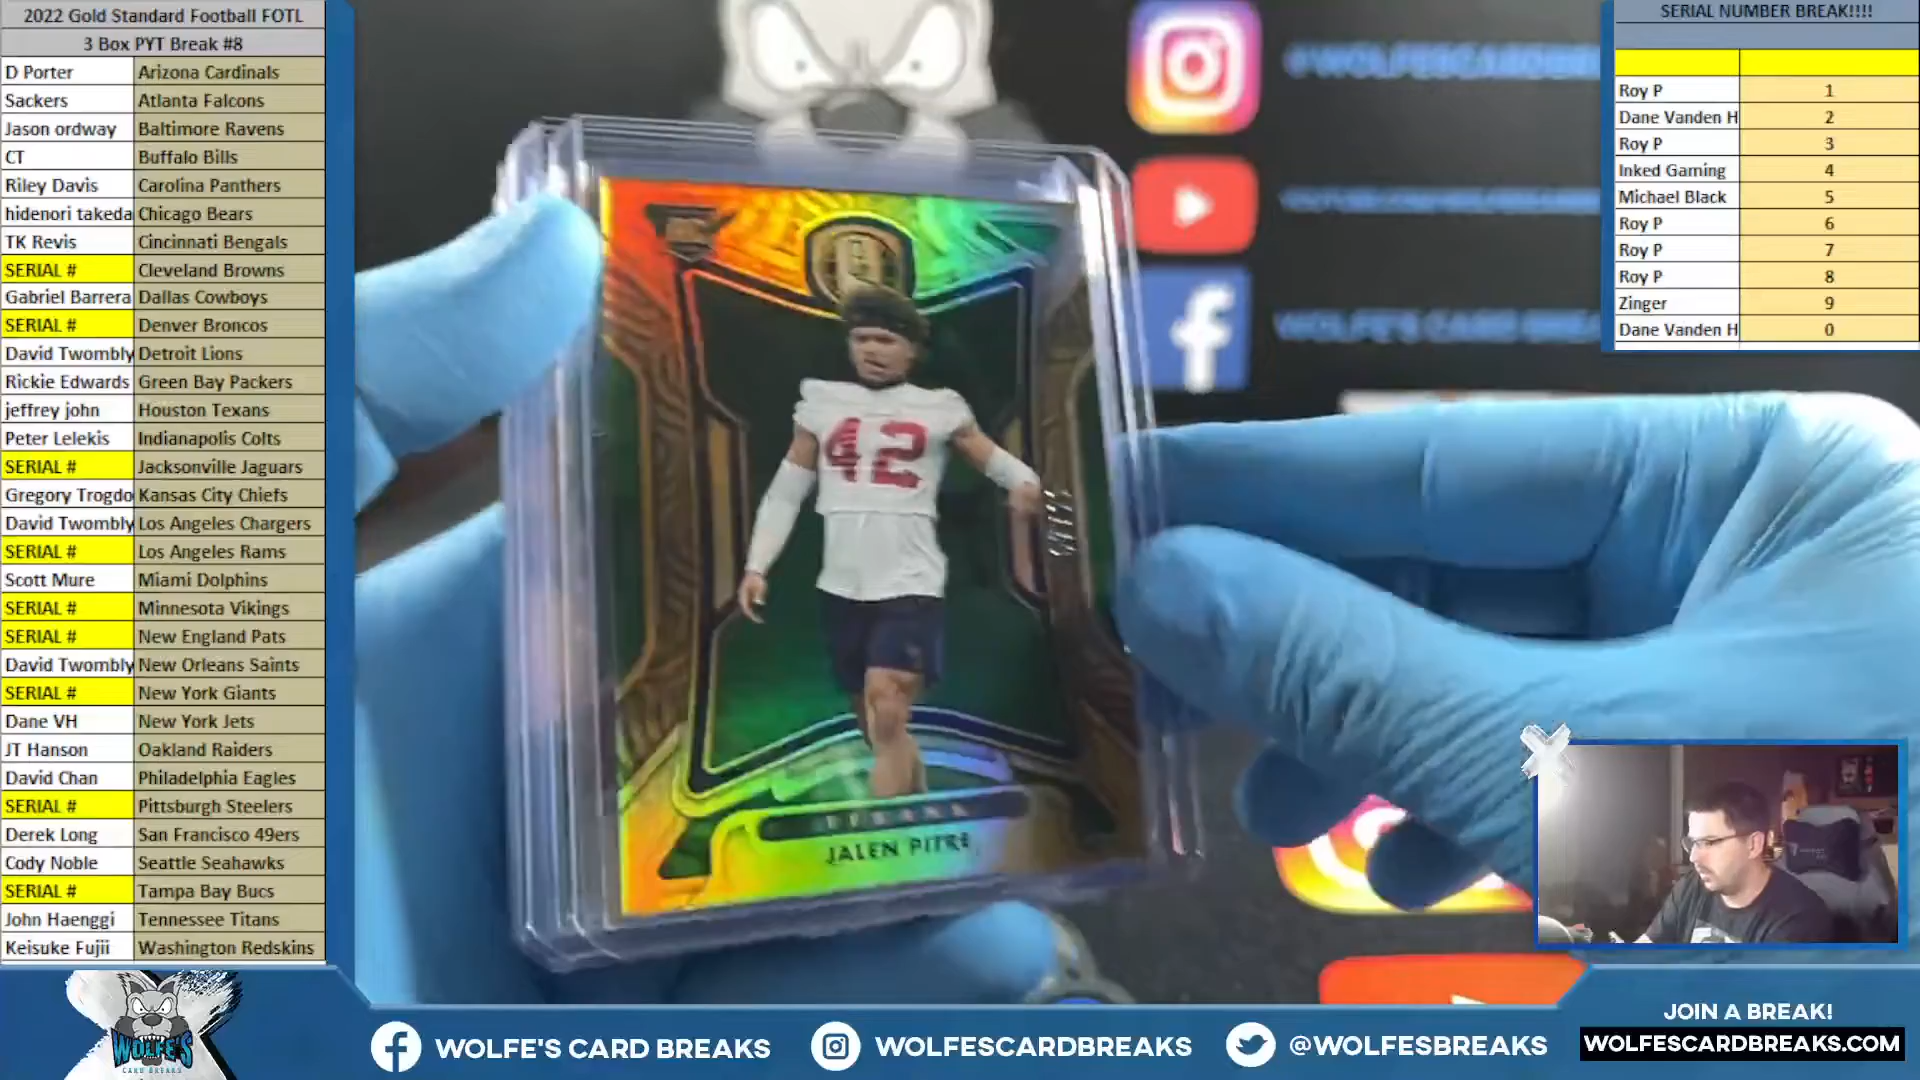 2022 Gold Standard Football FOTL
3 Box PYT Break #8
D Porter Arizona Cardinals
Sackers Atlanta Falcons
Jason ordway Baltimore Ravens
CT Buffalo Bills
Riley Davis Carolina Panthers
hidenori takeda Chicago Bears
TK Revis Cincinnati Bengals
SERIAL # Cleveland Browns
Gabriel Barrera Dallas Cowboys
SERIAL # Denver Broncos
David Twombly Detroit Lions
Rickie Edwards Green Bay Packers
jeffrey john Houston Texans
Peter Lelekis Indianapolis Colts
SERIAL # Jacksonville Jaguars
Gregory Trogdo Kansas City Chiefs
David Twombly Los Angeles Chargers
SERIAL # Los Angeles Rams
Scott Mure Miami Dolphins
SERIAL # Minnesota Vikings
SERIAL # New England Pats
David Twombly New Orleans Saints
SERIAL # New York Giants
Dane VH New York Jets
JT Hanson Oakland Raiders
David Chan Philadelphia Eagles
SERIAL # Pittsburgh Steelers
Derek Long San Francisco 49ers
Cody Noble Seattle Seahawks
SERIAL # Tampa Bay Bucs
John Haenggi Tennessee Titans
Keisuke Fujii Washington Redskins
SERIAL NUMBER BREAK!!!!
Roy P 1
Dane Vanden H 2
Roy P 3
Inked Gaming 4
Michael Black 5
Roy P 6
Roy P 7
Roy P 8
Zinger 9
Dane Vanden H 0
WOLFE'S CARD BREA
42
TEXANS
JALEN PITRE
WOLFE'S
CARD BREAKS
WOLFE'S CARD BREAKS
WOLFESCARDBREAKS
@WOLFESBREAKS
JOIN A BREAK!
WOLFESCARDBREAKS.COM